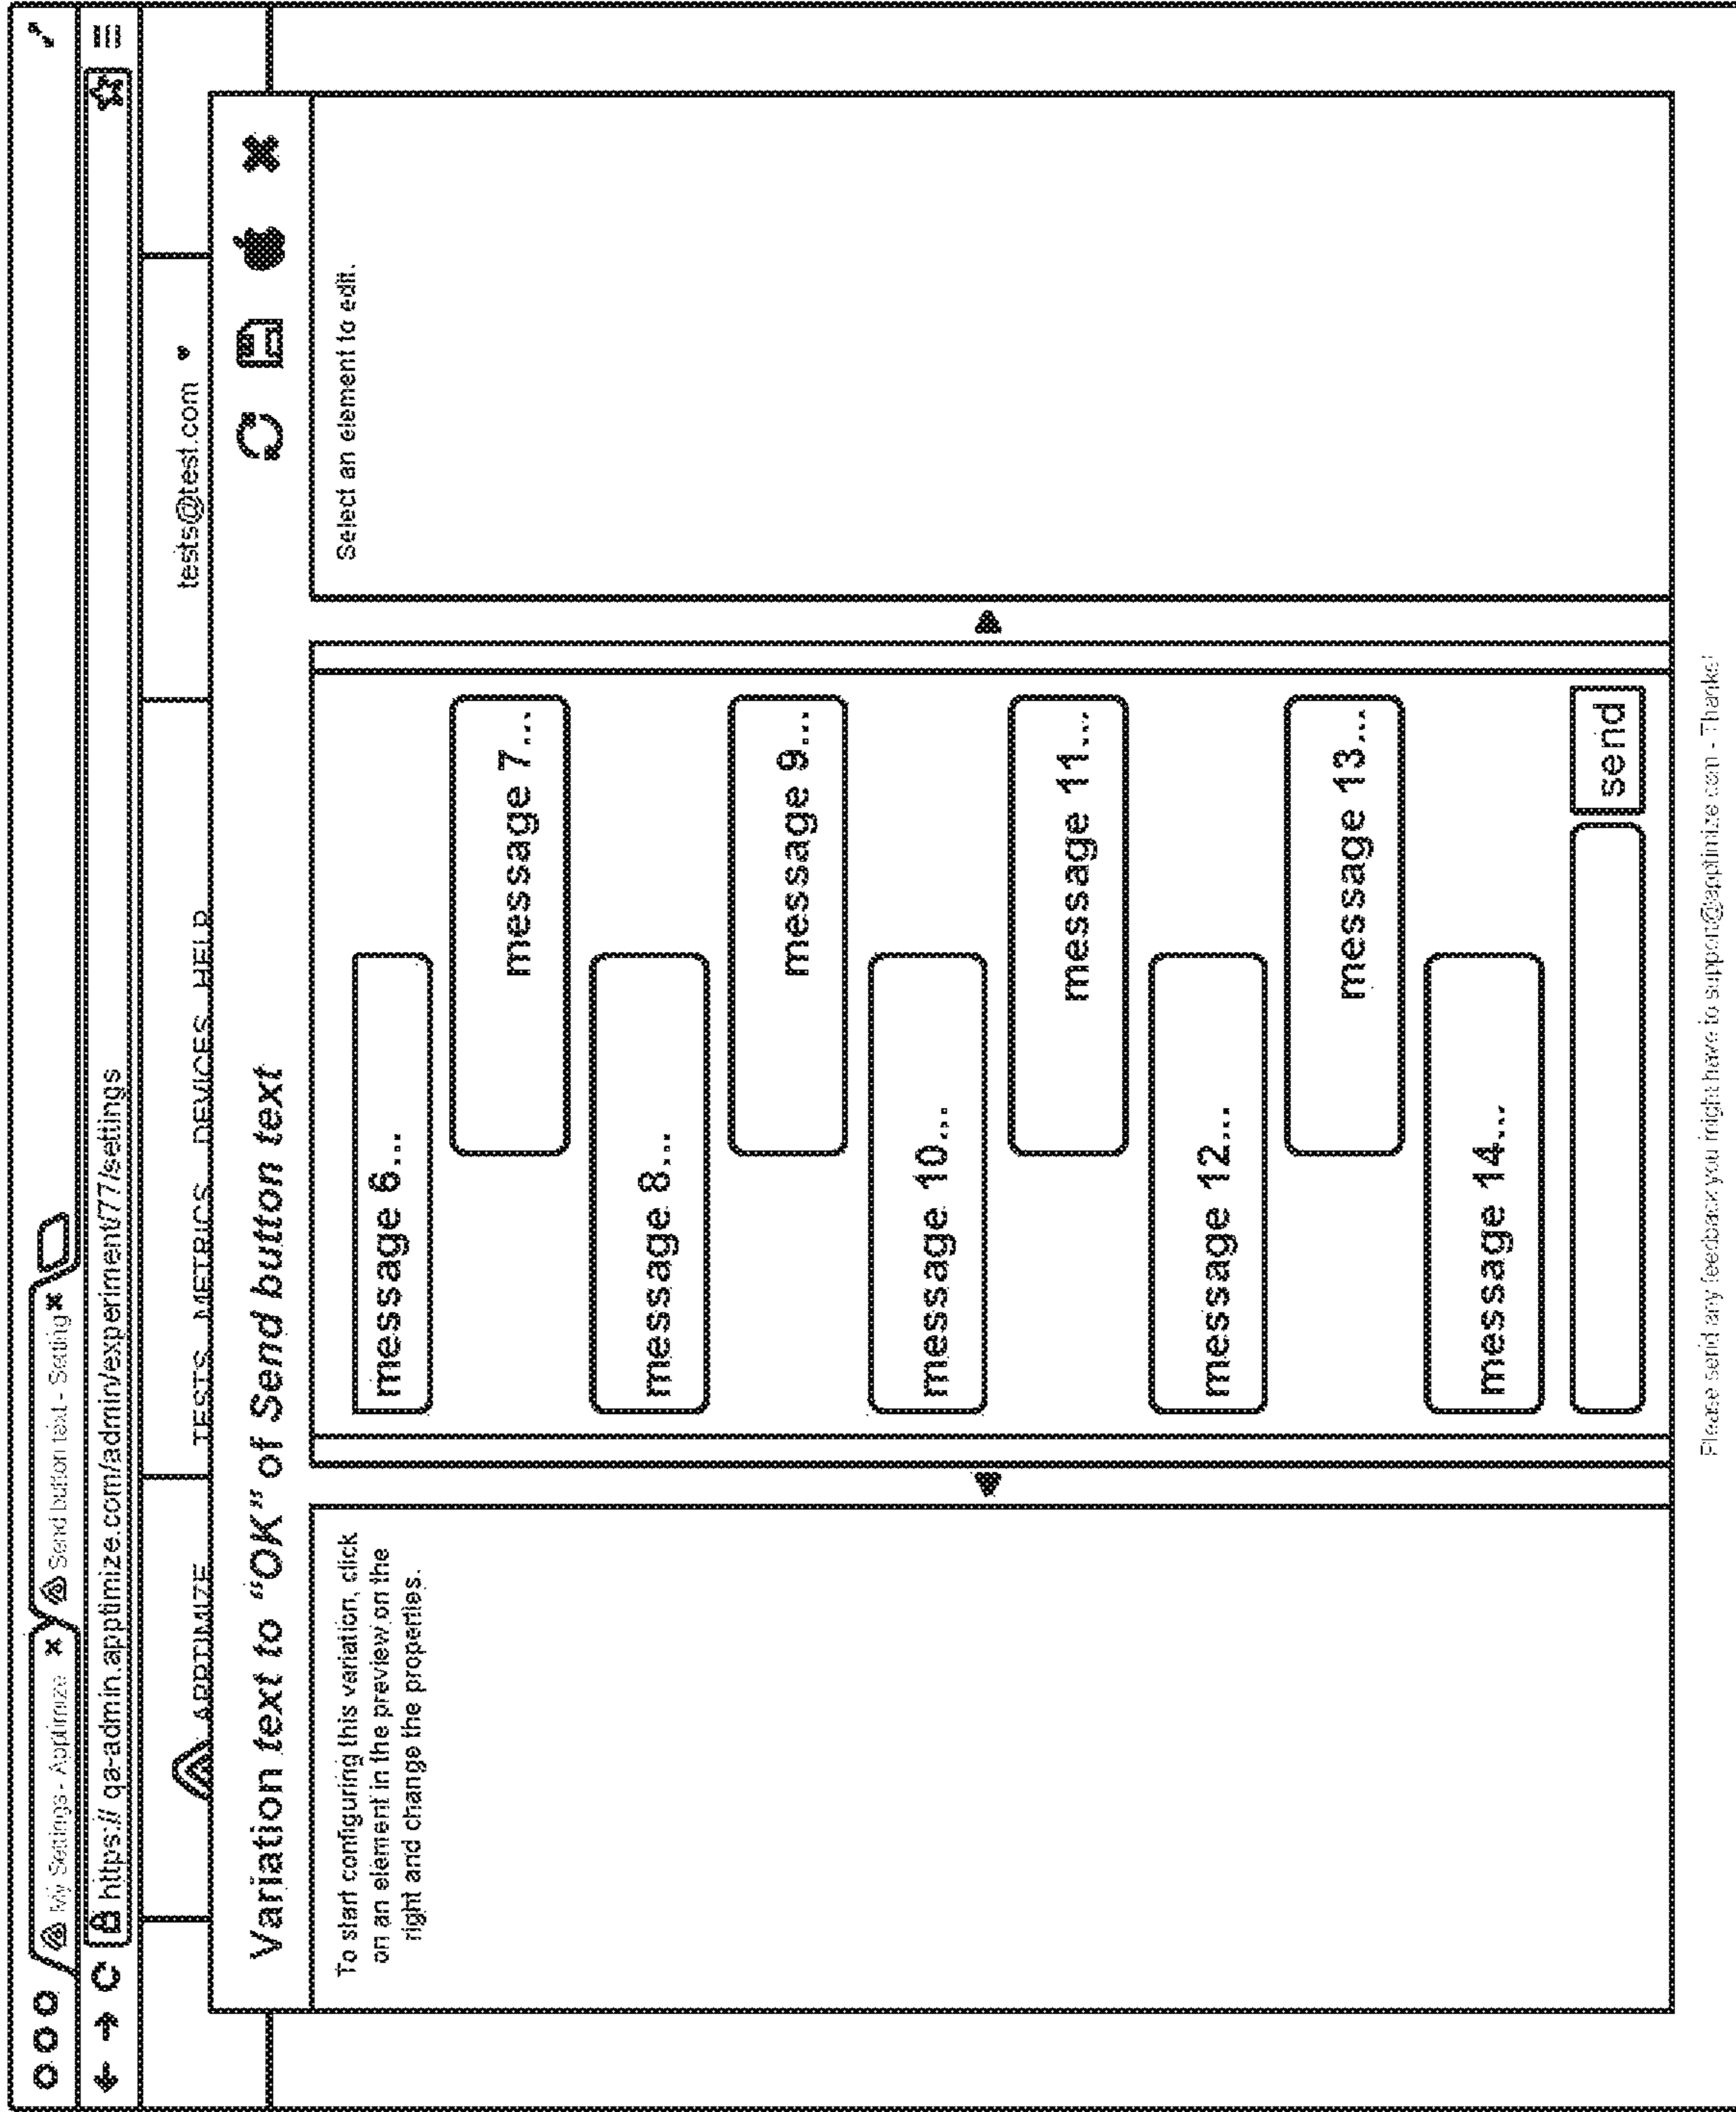 My Settings - Apptimize
Send button text - Setting
https:// qa-admin.apptimize.com/admin/experiment/77/settings
APPTIMIZE TESTS METRICS DEVICES HELP tests@test.com
Variation text to “OK” of Send button text
To start configuring this variation, click
on an element in the preview on the
right and change the properties.
message 6...
message 7...
message 8...
message 9...
message 10...
message 11...
message 12...
message 13...
message 14...
send
Select an element to edit.
Please send any feedback you might have to support@apptimize.com - Thanks!